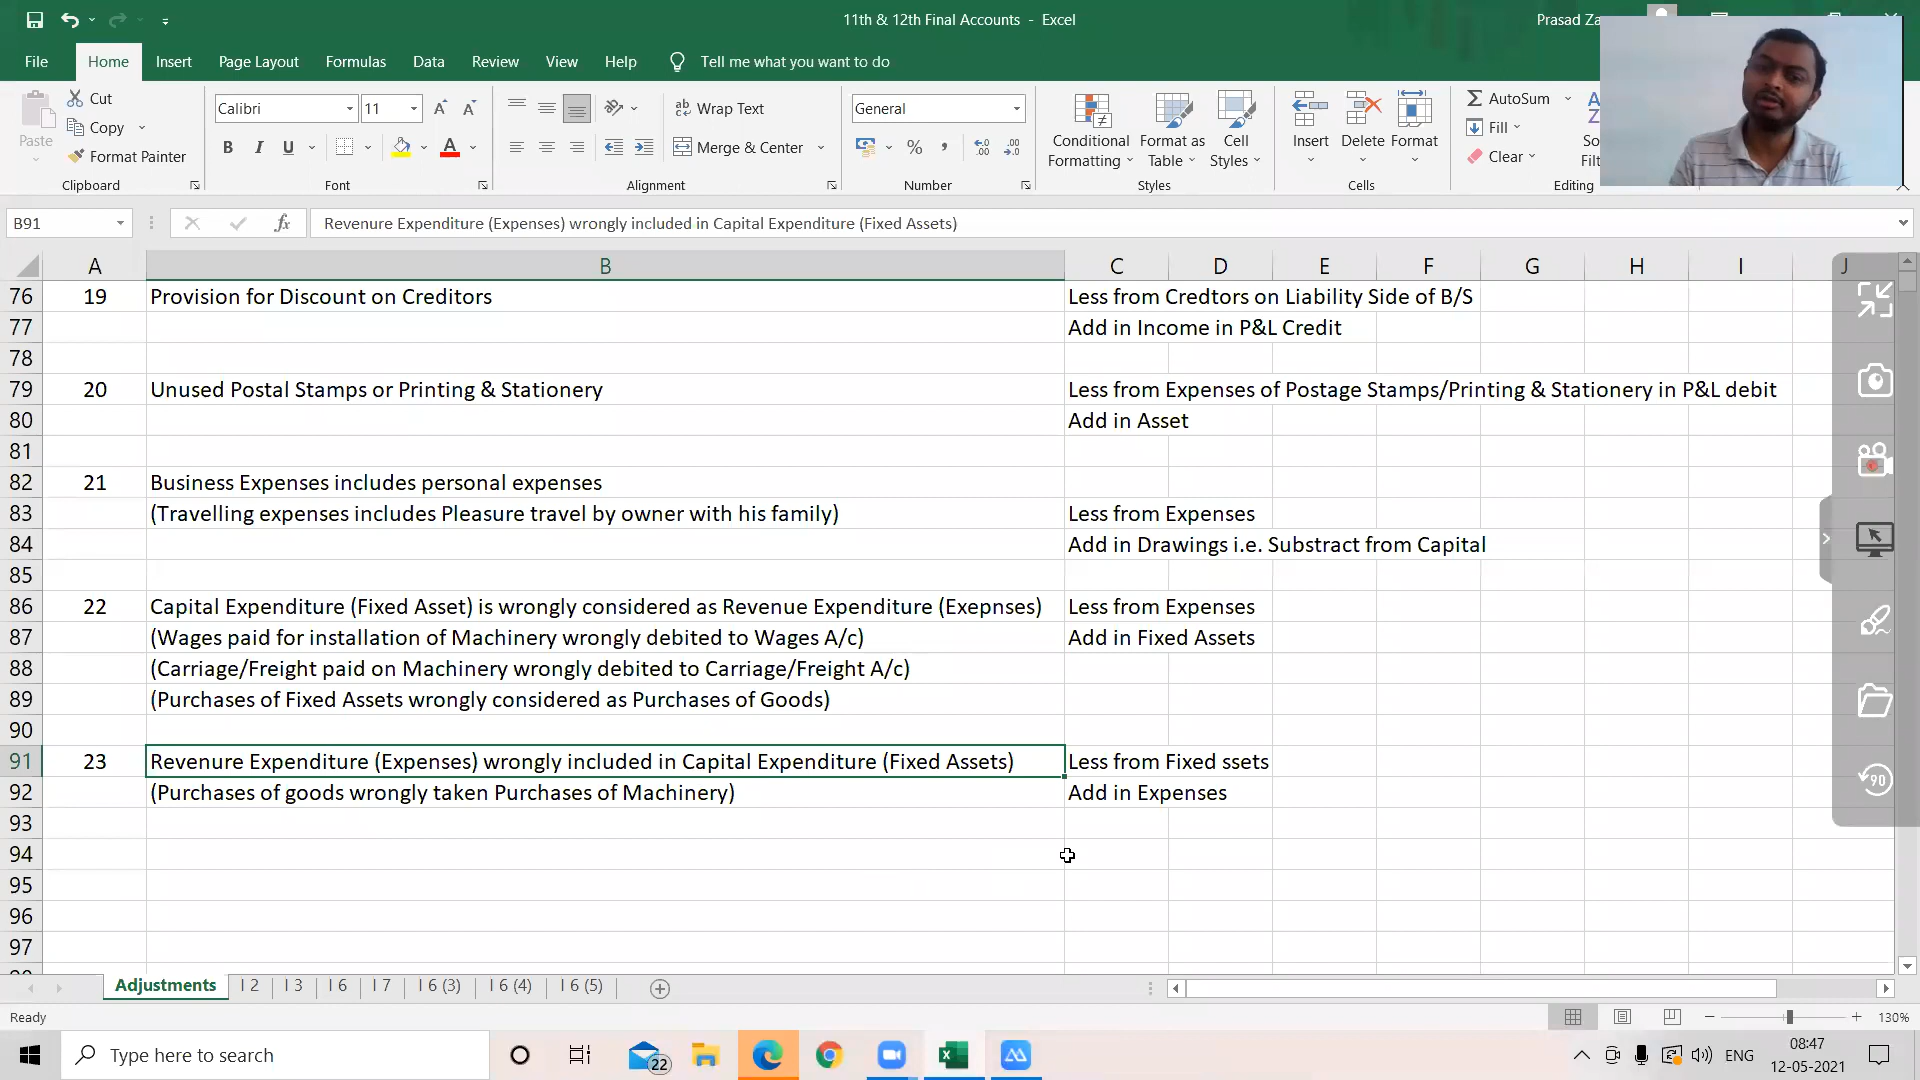 11th & 12th Final Accounts - Excel
Prasad Za
File Home Insert Page Layout Formulas Data Review View Help Tell me what you want to do
Paste
Cut
Copy
Format Painter
Clipboard
Calibri 11
B I U
Font
Wrap Text
Merge & Center
Alignment
General
Number
Conditional Formatting
Format as Table
Cell Styles
Styles
Insert Delete Format
Cells
AutoSum
Fill
Clear
So
Filt
Editing
B91 fx Revenure Expenditure (Expenses) wrongly included in Capital Expenditure (Fixed Assets)
A B C D E F G H I J
76 19 Provision for Discount on Creditors Less from Credtors on Liability Side of B/S
77 Add in Income in P&L Credit
78
79 20 Unused Postal Stamps or Printing & Stationery Less from Expenses of Postage Stamps/Printing & Stationery in P&L debit
80 Add in Asset
81
82 21 Business Expenses includes personal expenses
83 (Travelling expenses includes Pleasure travel by owner with his family) Less from Expenses
84 Add in Drawings i.e. Substract from Capital
85
86 22 Capital Expenditure (Fixed Asset) is wrongly considered as Revenue Expenditure (Exepnses) Less from Expenses
87 (Wages paid for installation of Machinery wrongly debited to Wages A/c) Add in Fixed Assets
88 (Carriage/Freight paid on Machinery wrongly debited to Carriage/Freight A/c)
89 (Purchases of Fixed Assets wrongly considered as Purchases of Goods)
90
91 23 Revenure Expenditure (Expenses) wrongly included in Capital Expenditure (Fixed Assets) Less from Fixed ssets
92 (Purchases of goods wrongly taken Purchases of Machinery) Add in Expenses
93
94
95
96
97
90
Adjustments I 2 I 3 I 6 I 7 I 6 (3) I 6 (4) I 6 (5)
Ready 130%
Type here to search
22
ENG
08:47
12-05-2021